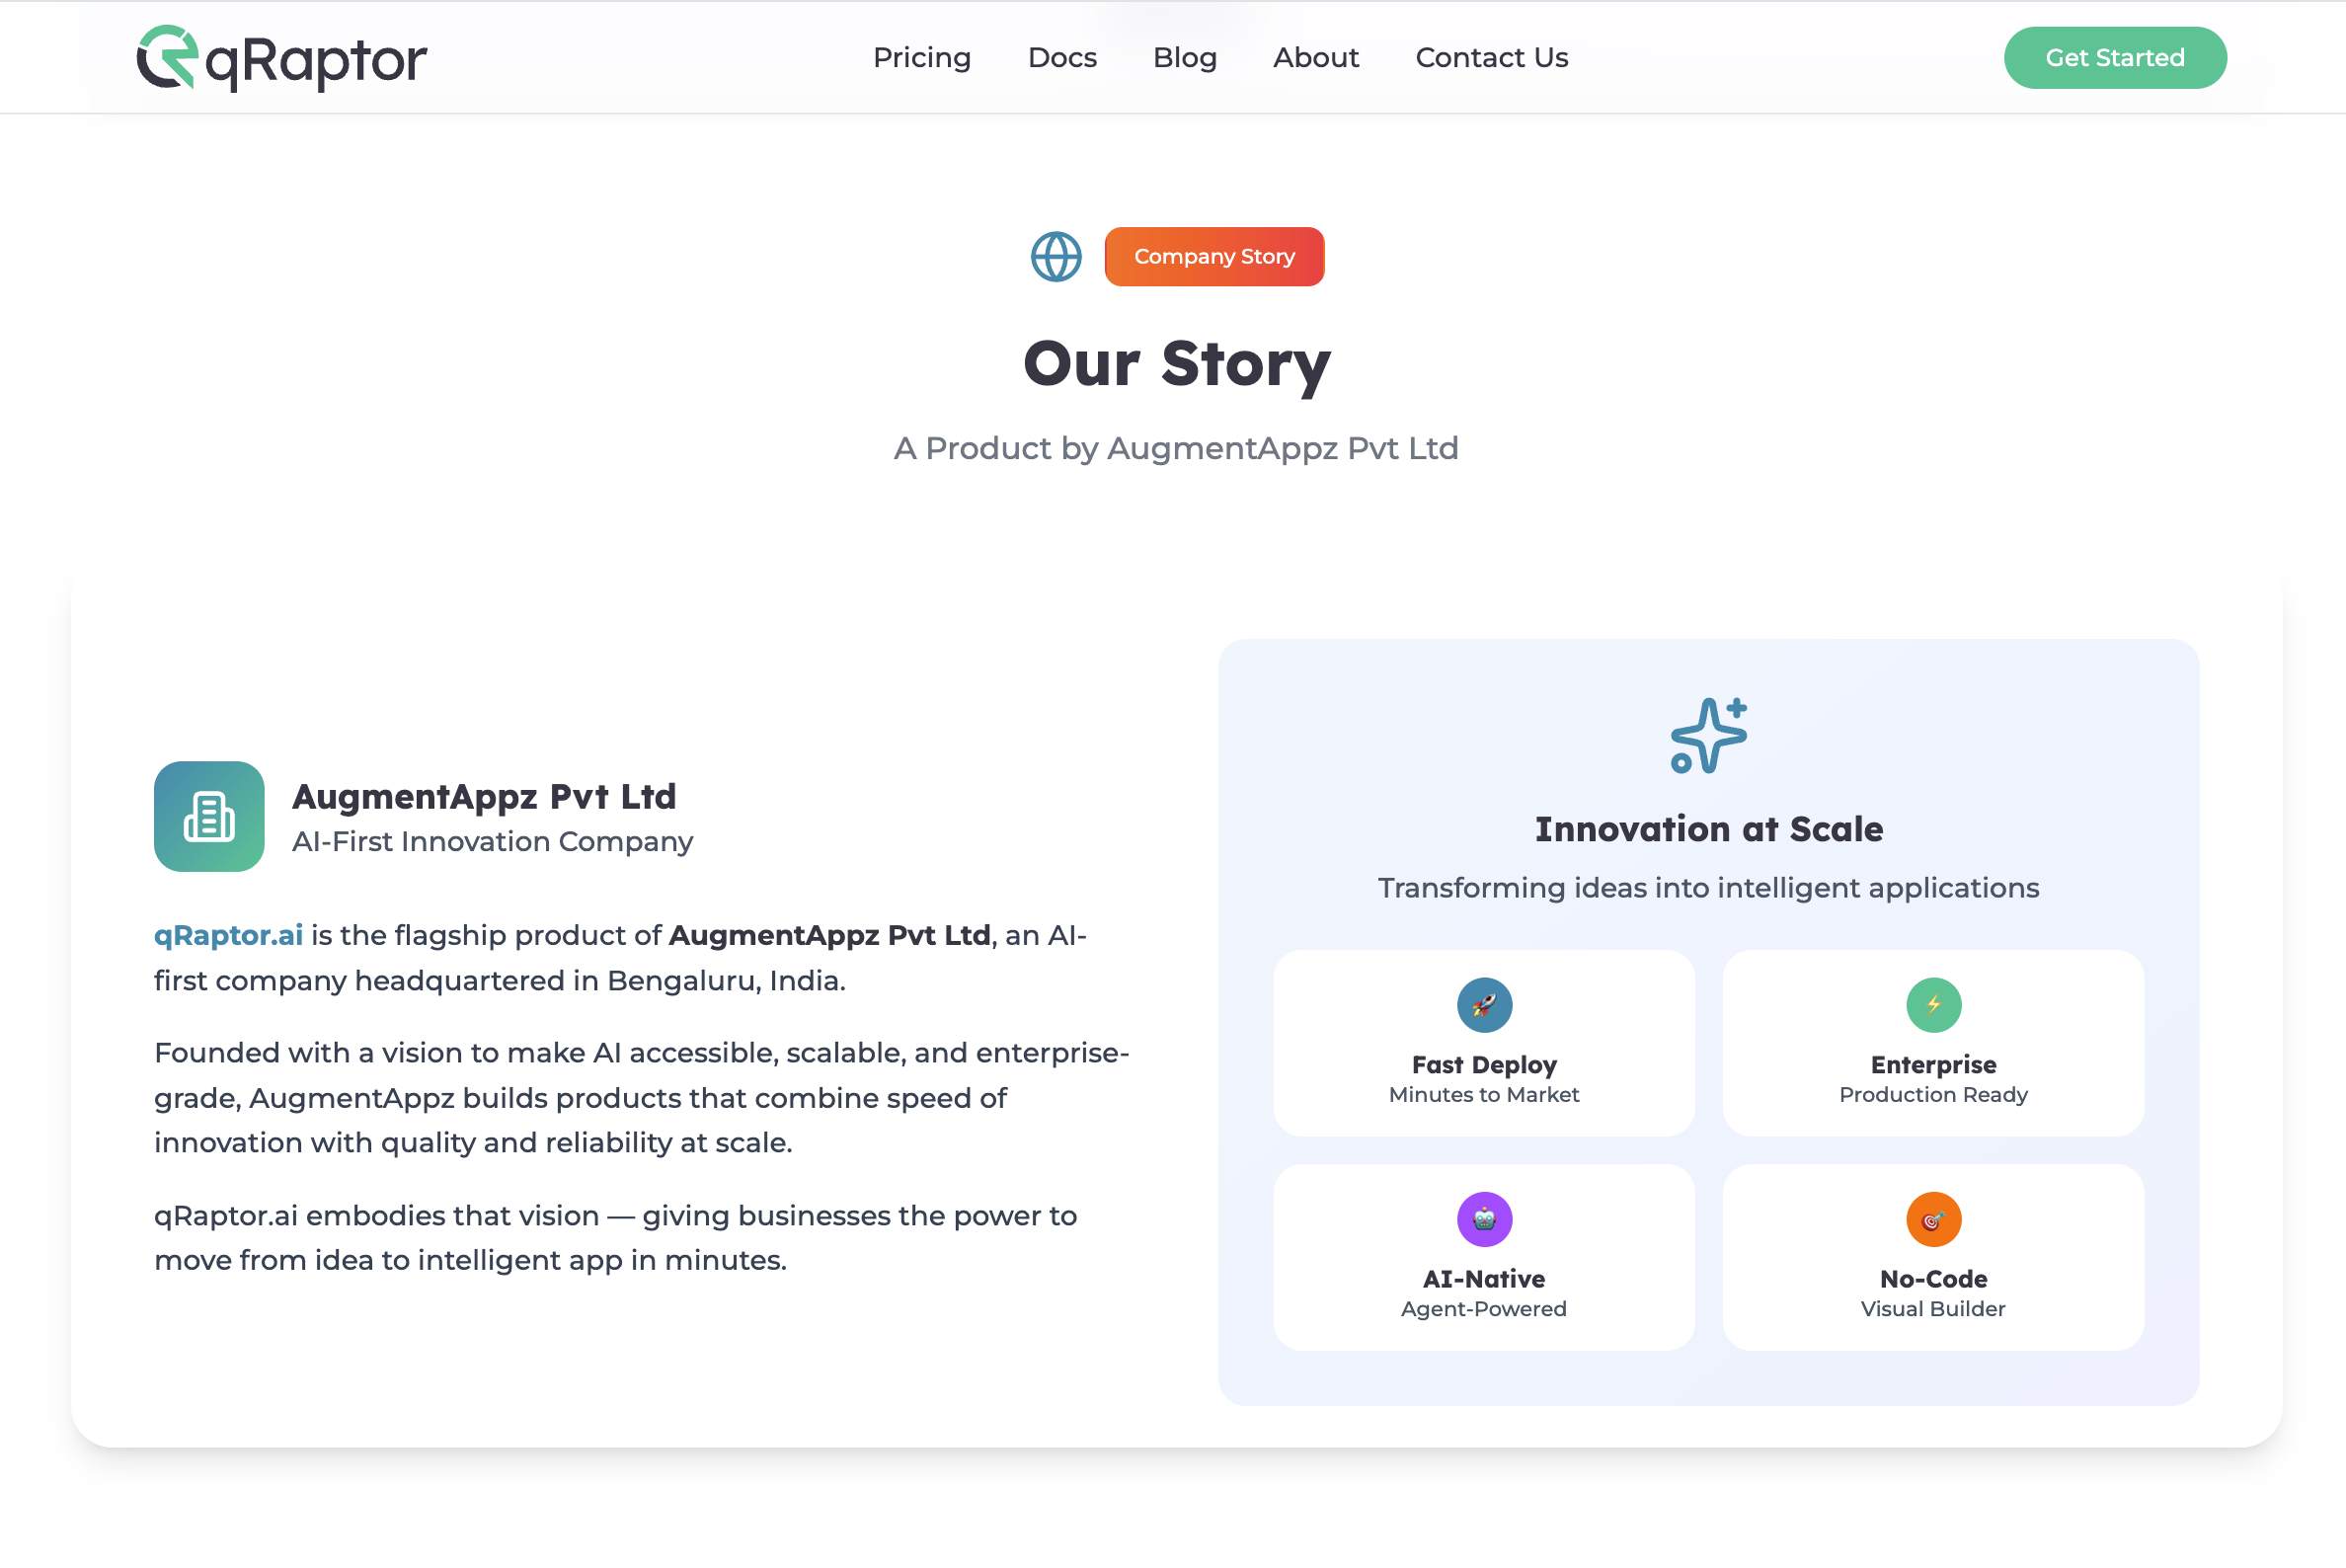 qRaptor
Pricing
Docs
Blog
About
Contact Us
Get Started
Company Story
Our Story
A Product by AugmentAppz Pvt Ltd
AugmentAppz Pvt Ltd
AI-First Innovation Company
qRaptor.ai is the flagship product of AugmentAppz Pvt Ltd, an AI-
first company headquartered in Bengaluru, India.
Founded with a vision to make AI accessible, scalable, and enterprise-
grade, AugmentAppz builds products that combine speed of
innovation with quality and reliability at scale.
qRaptor.ai embodies that vision — giving businesses the power to
move from idea to intelligent app in minutes.
Innovation at Scale
Transforming ideas into intelligent applications
Fast Deploy
Minutes to Market
Enterprise
Production Ready
AI-Native
Agent-Powered
No-Code
Visual Builder